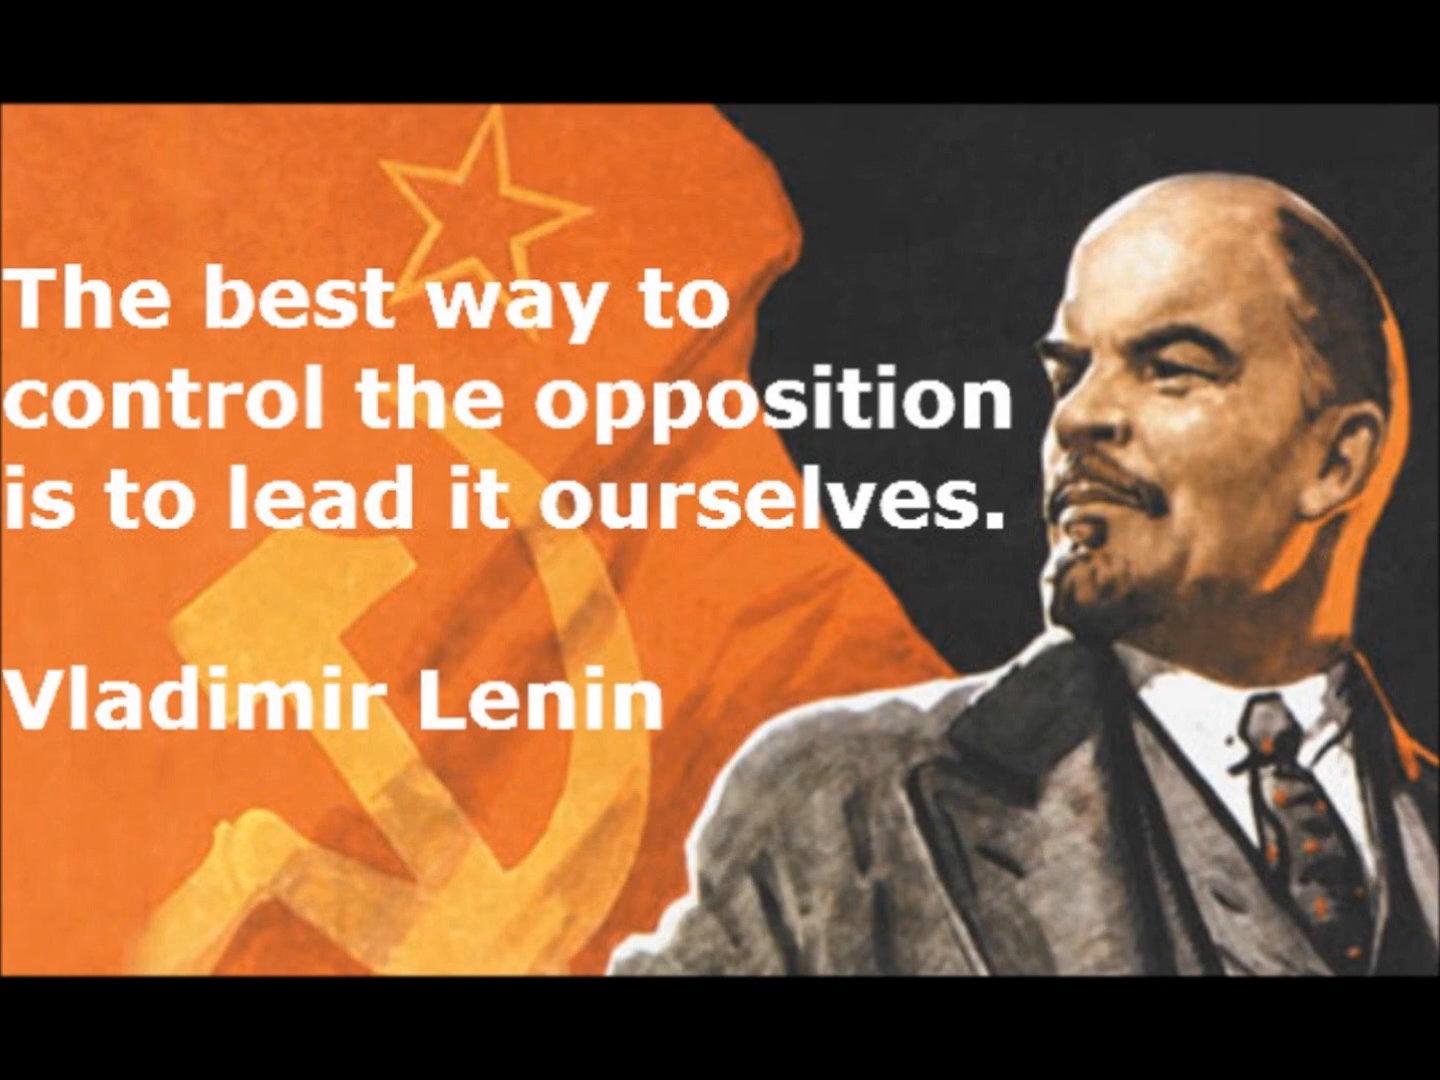 The best way to
control the opposition
is to lead it ourselves.
Vladimir Lenin